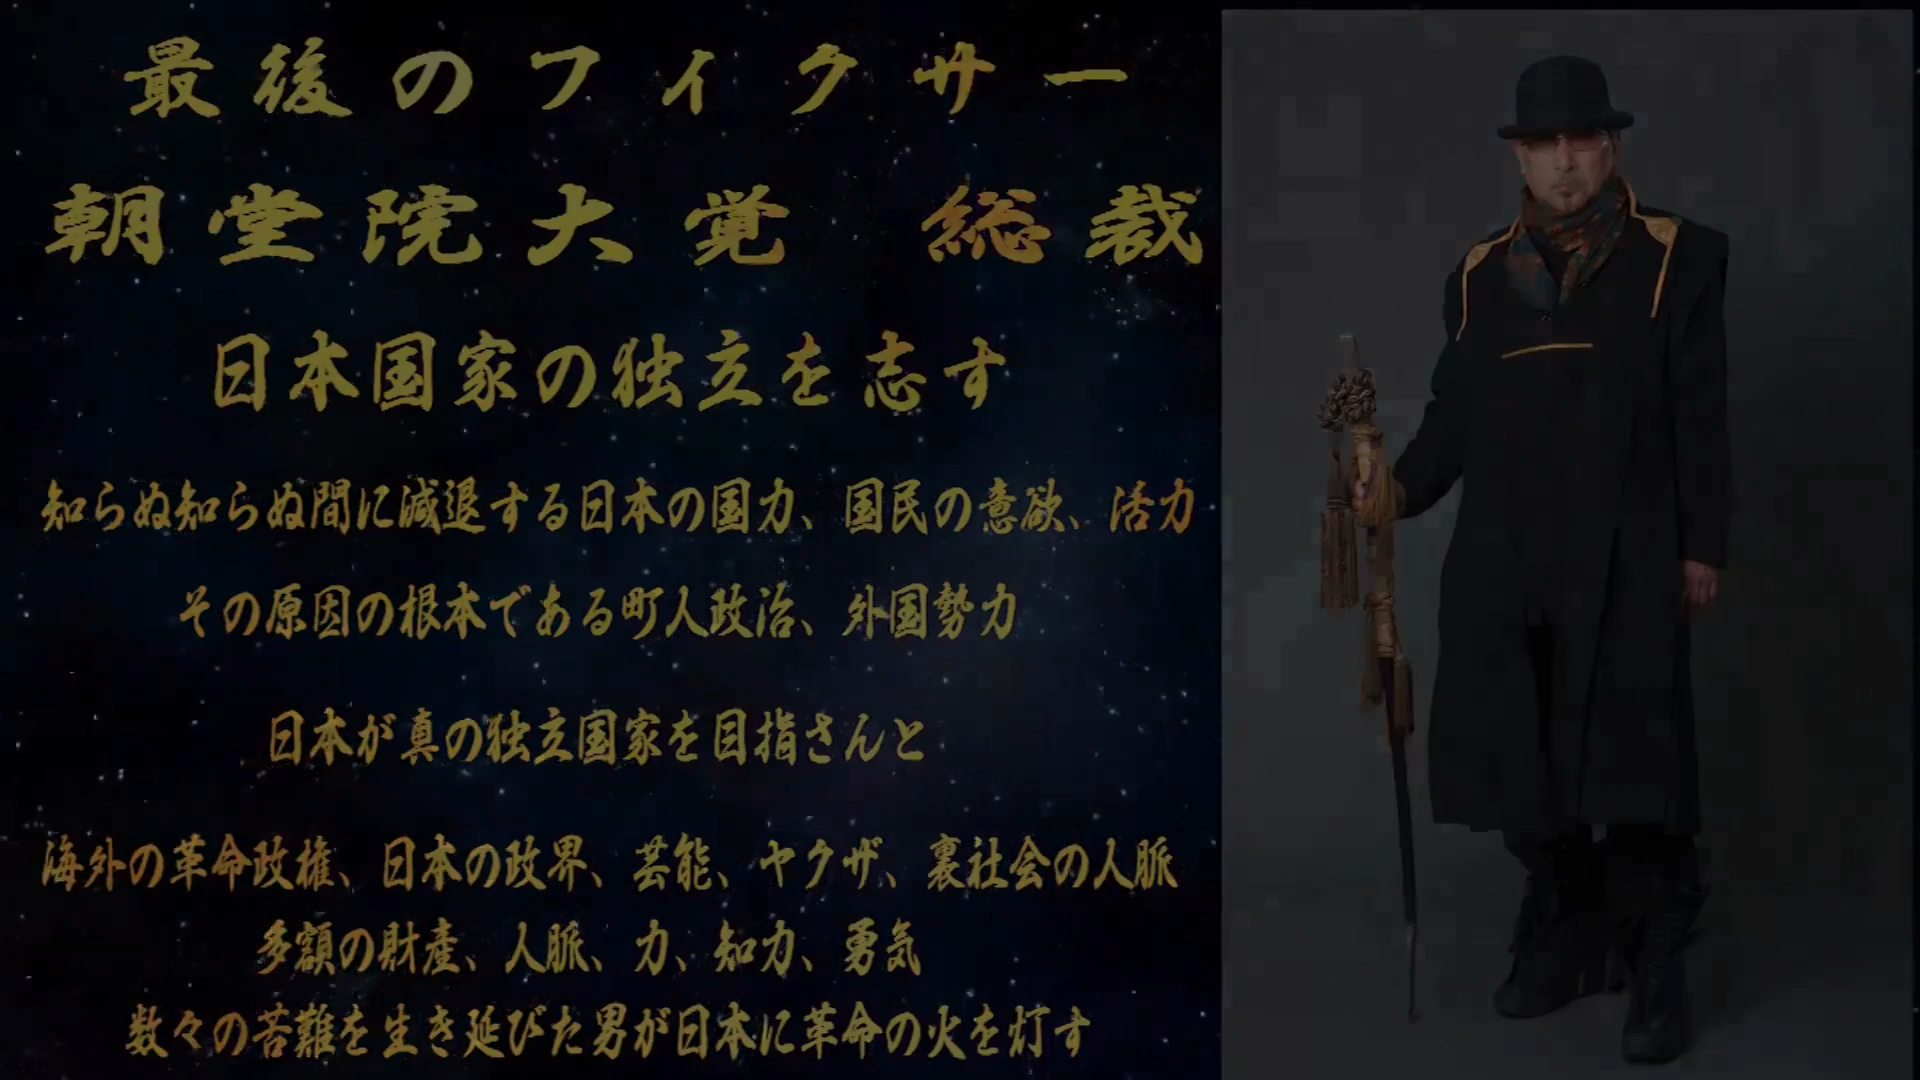 最後のフィクサー
朝堂院大覚 総裁
日本国家の独立を志す
知らぬ知らぬ間に減退する日本の国力、国民の意欲、活力
その原因の根本である町人政治、外国勢力
日本が真の独立国家を目指さんと
海外の革命政権、日本の政界、芸能、ヤクザ、裏社会の人脈
多額の財産、人脈、力、知力、勇気
数々の苦難を生き延びた男が日本に革命の火を灯す